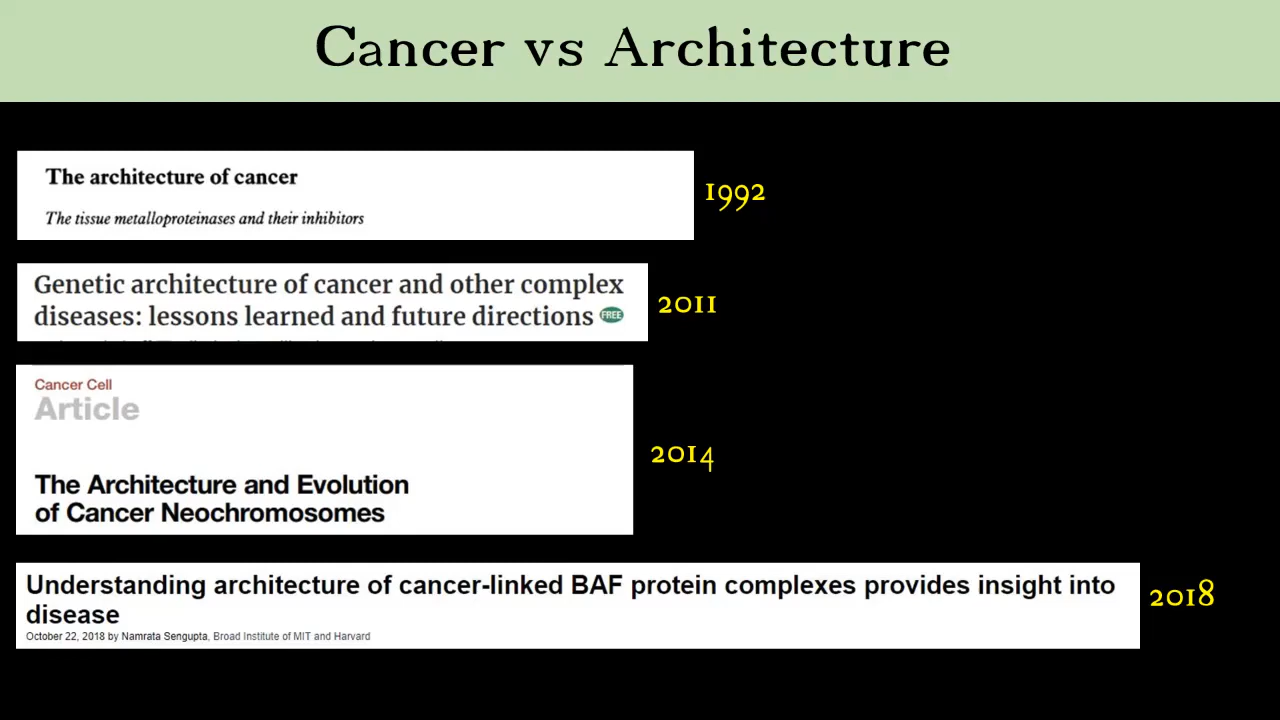 Cancer vs Architecture
The architecture of cancer
The tissue metalloproteinases and their inhibitors
1992
Genetic architecture of cancer and other complex
diseases: lessons learned and future directions FREE
2011
Cancer Cell
Article
The Architecture and Evolution
of Cancer Neochromosomes
2014
Understanding architecture of cancer-linked BAF protein complexes provides insight into
disease
October 22, 2018 by Namrata Sengupta, Broad Institute of MIT and Harvard
2018